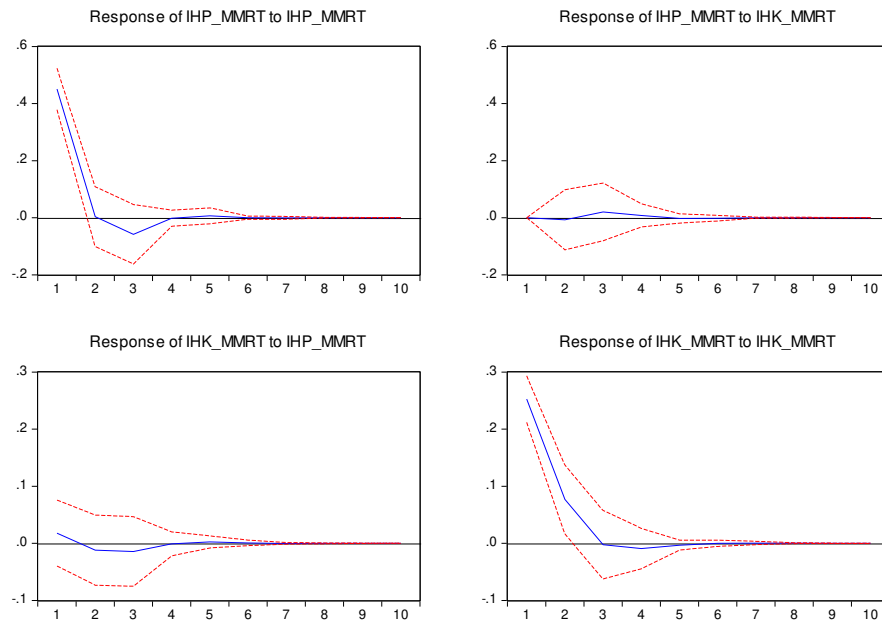 Response of IHP_MMRT to IHP_MMRT
.6
.4
.2
.0
-.2
1 2 3 4 5 6 7 8 9 10
Response of IHP_MMRT to IHK_MMRT
.6
.4
.2
.0
-.2
1 2 3 4 5 6 7 8 9 10
Response of IHK_MMRT to IHP_MMRT
.3
.2
.1
.0
-.1
1 2 3 4 5 6 7 8 9 10
Response of IHK_MMRT to IHK_MMRT
.3
.2
.1
.0
-.1
1 2 3 4 5 6 7 8 9 10